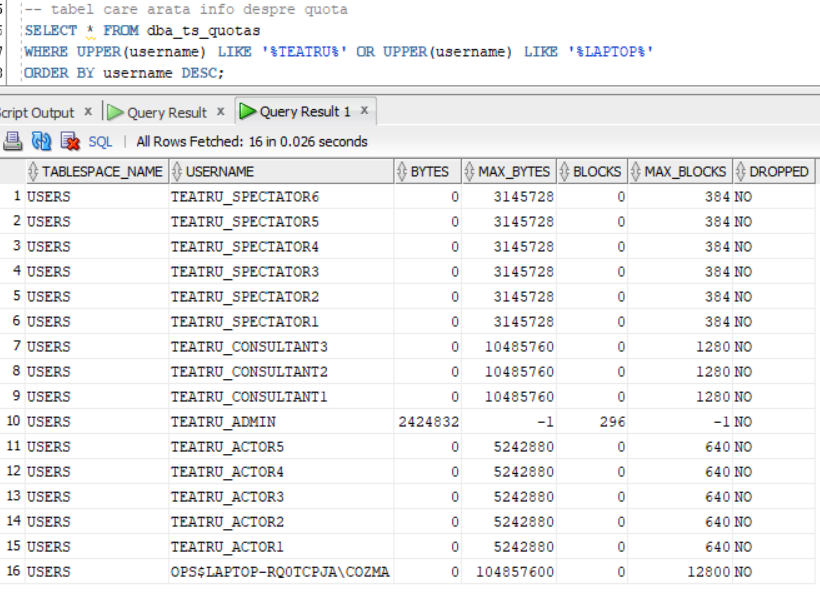 -- tabel care arata info despre quota
SELECT * FROM dba_ts_quotas
WHERE UPPER(username) LIKE '%TEATRU%' OR UPPER(username) LIKE '%LAPTOP%'
ORDER BY username DESC;
cript Output x Query Result x Query Result 1 x
SQL | All Rows Fetched: 16 in 0.026 seconds
TABLESPACE_NAME USERNAME BYTES MAX_BYTES BLOCKS MAX_BLOCKS DROPPED
1 USERS TEATRU_SPECTATOR6 0 3145728 0 384 NO
2 USERS TEATRU_SPECTATOR5 0 3145728 0 384 NO
3 USERS TEATRU_SPECTATOR4 0 3145728 0 384 NO
4 USERS TEATRU_SPECTATOR3 0 3145728 0 384 NO
5 USERS TEATRU_SPECTATOR2 0 3145728 0 384 NO
6 USERS TEATRU_SPECTATOR1 0 3145728 0 384 NO
7 USERS TEATRU_CONSULTANT3 0 10485760 0 1280 NO
8 USERS TEATRU_CONSULTANT2 0 10485760 0 1280 NO
9 USERS TEATRU_CONSULTANT1 0 10485760 0 1280 NO
10 USERS TEATRU_ADMIN 2424832 -1 296 -1 NO
11 USERS TEATRU_ACTOR5 0 5242880 0 640 NO
12 USERS TEATRU_ACTOR4 0 5242880 0 640 NO
13 USERS TEATRU_ACTOR3 0 5242880 0 640 NO
14 USERS TEATRU_ACTOR2 0 5242880 0 640 NO
15 USERS TEATRU_ACTOR1 0 5242880 0 640 NO
16 USERS OPS$LAPTOP-RQ0TCPJA\COZMA 0 104857600 0 12800 NO